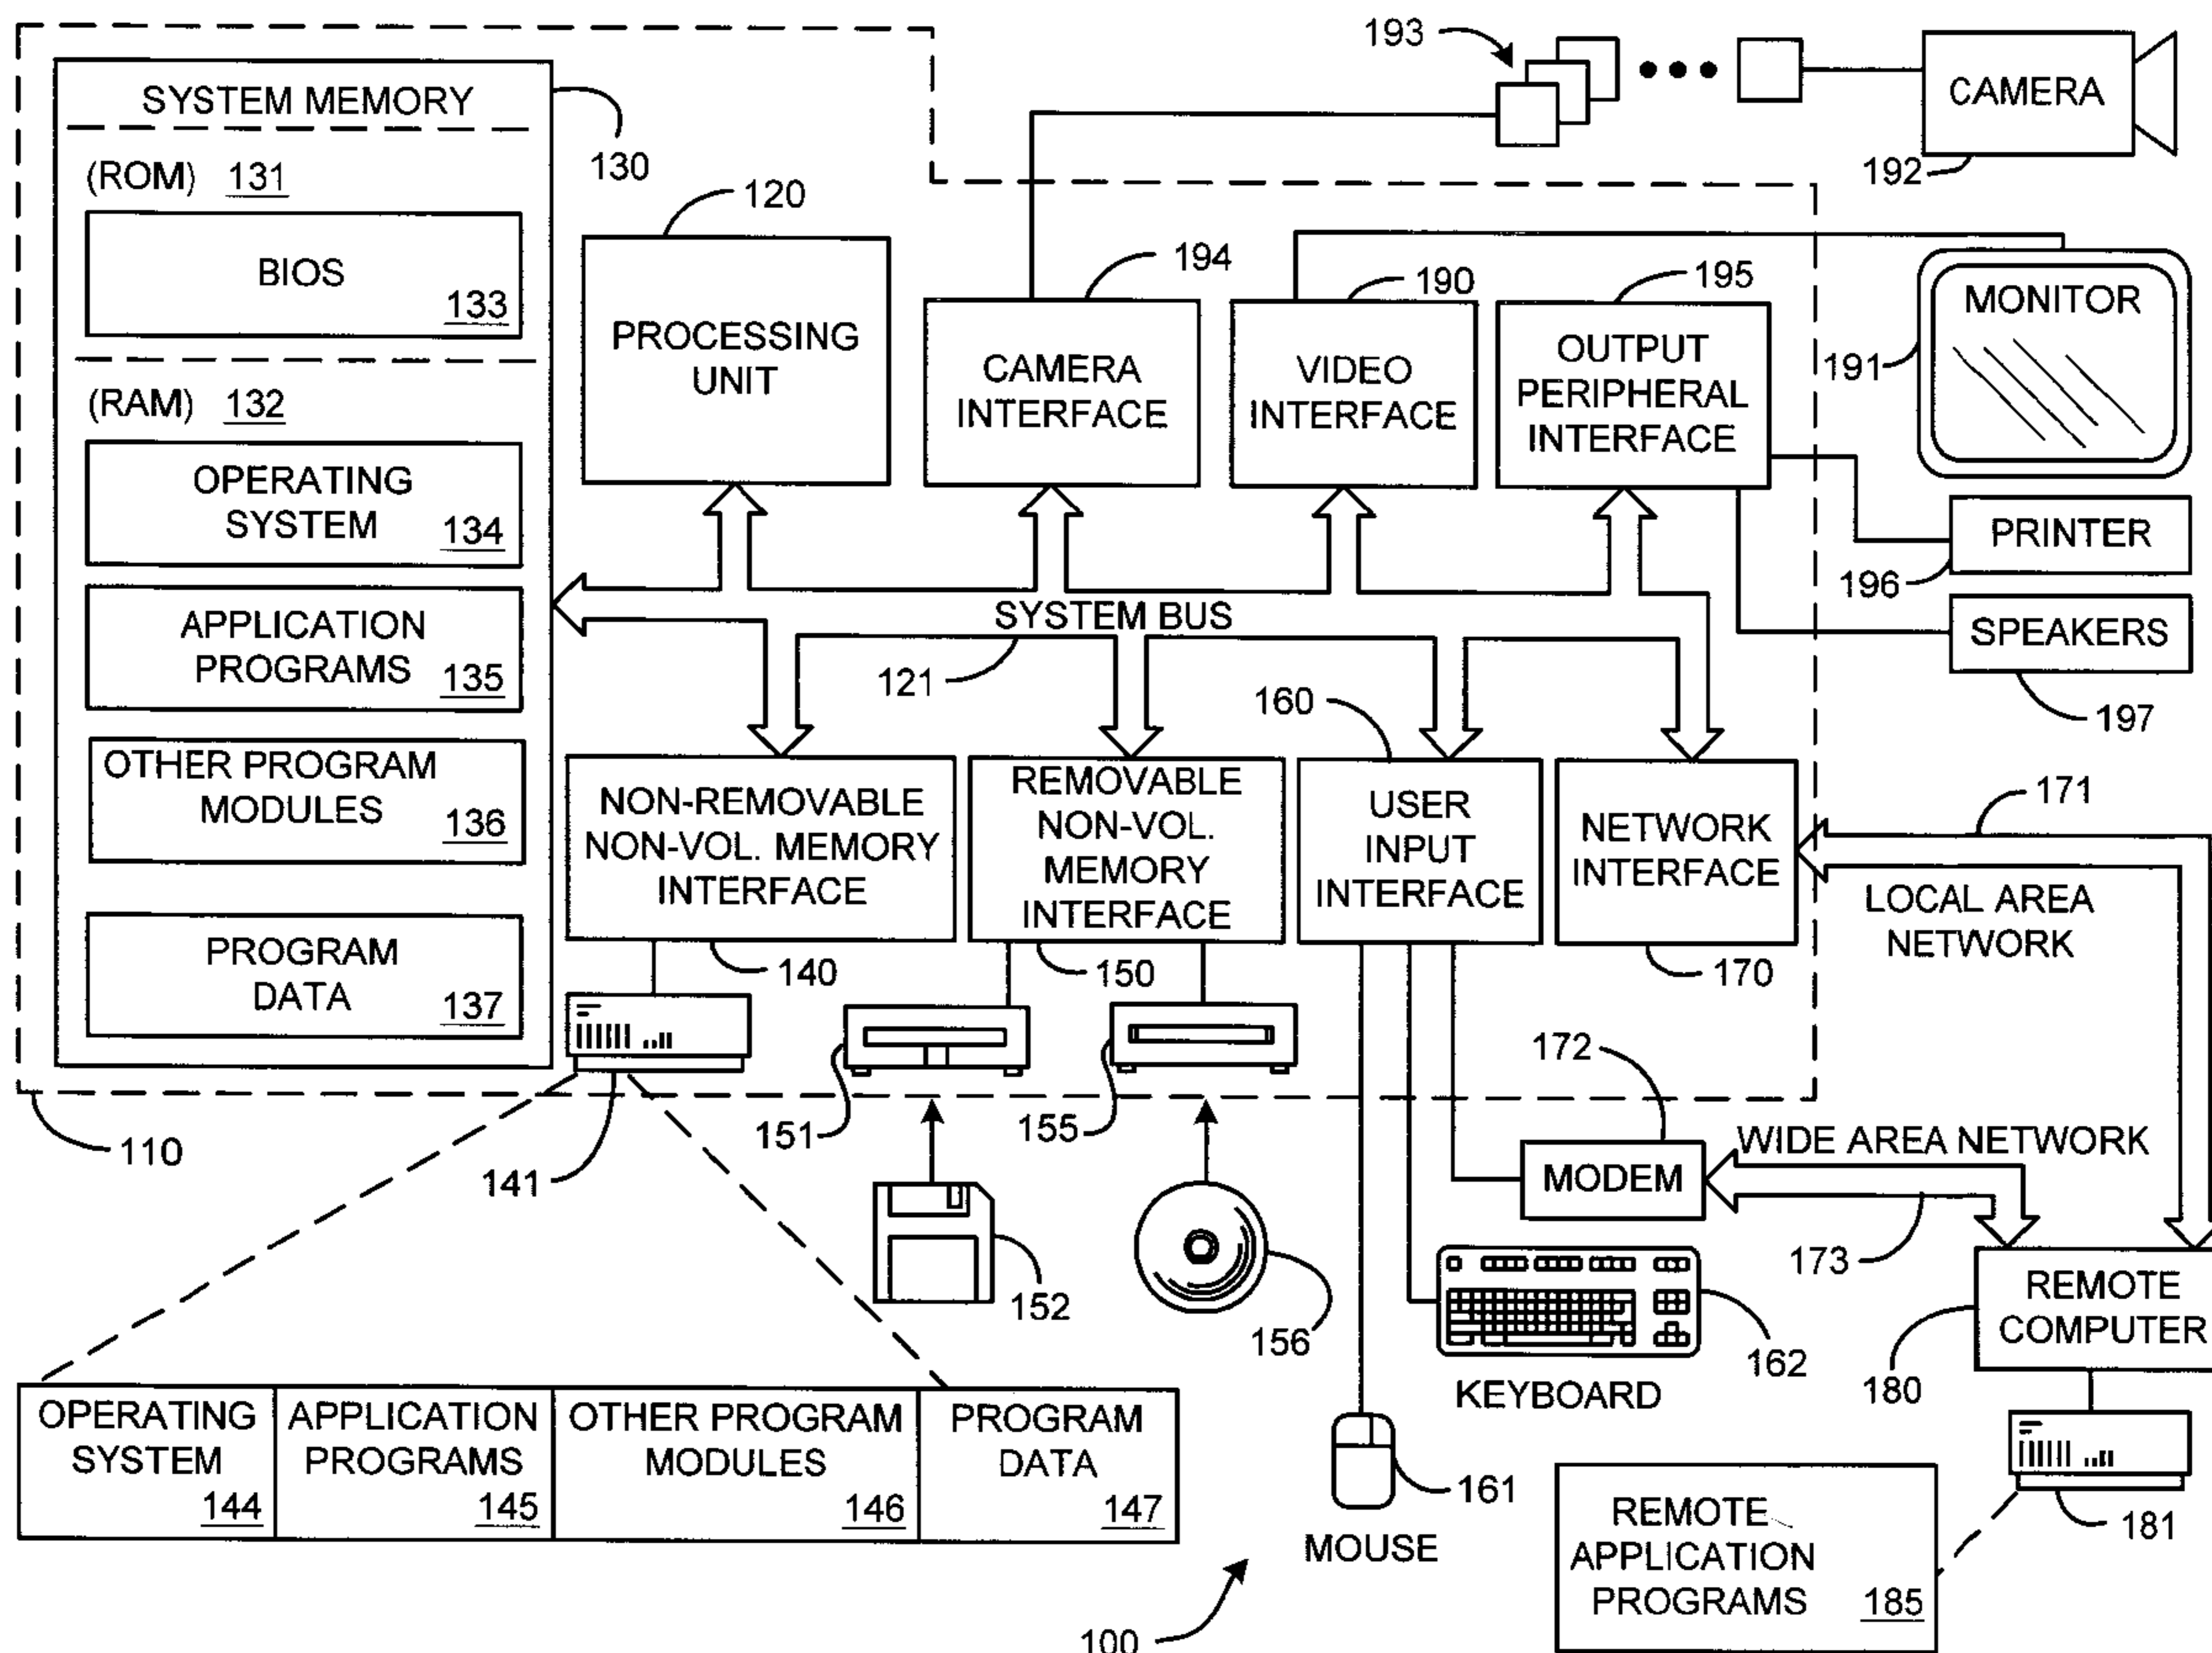 193
CAMERA
192
SYSTEM MEMORY
130
(ROM) 131
BIOS
133
(RAM) 132
OPERATING
SYSTEM
134
APPLICATION
PROGRAMS
135
OTHER PROGRAM
MODULES
136
PROGRAM
DATA
137
120
PROCESSING
UNIT
194
CAMERA
INTERFACE
190
VIDEO
INTERFACE
195
OUTPUT
PERIPHERAL
INTERFACE
MONITOR
191
PRINTER
196
SPEAKERS
197
SYSTEM BUS
121
NON-REMOVABLE
NON-VOL. MEMORY
INTERFACE
140
REMOVABLE
NON-VOL.
MEMORY
INTERFACE
150
160
USER
INPUT
INTERFACE
NETWORK
INTERFACE
170
171
LOCAL AREA
NETWORK
110
141
151
155
152
156
172
MODEM
WIDE AREA NETWORK
173
REMOTE
COMPUTER
180
162
KEYBOARD
161
MOUSE
181
REMOTE
APPLICATION
PROGRAMS
185
OPERATING
SYSTEM
144
APPLICATION
PROGRAMS
145
OTHER PROGRAM
MODULES
146
PROGRAM
DATA
147
100